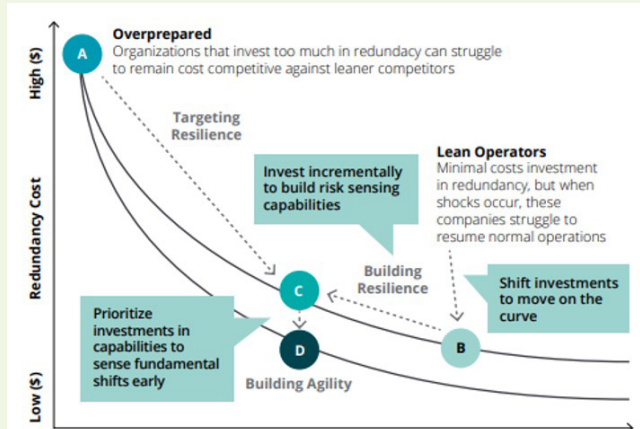 Overprepared
Organizations that invest too much in redundacy can struggle
to remain cost competitive against leaner competitors
A
High ($)
Targeting
Resilience
Lean Operators
Minimal costs investment
in redundancy, but when
shocks occur, these
companies struggle to
resume normal operations
Invest incrementally
to build risk sensing
capabilities
Redundancy Cost
Building
Resilience
Shift investments
to move on the
curve
C
Prioritize
investments in
capabilities to
sense fundamental
shifts early
D
B
Building Agility
Low ($)